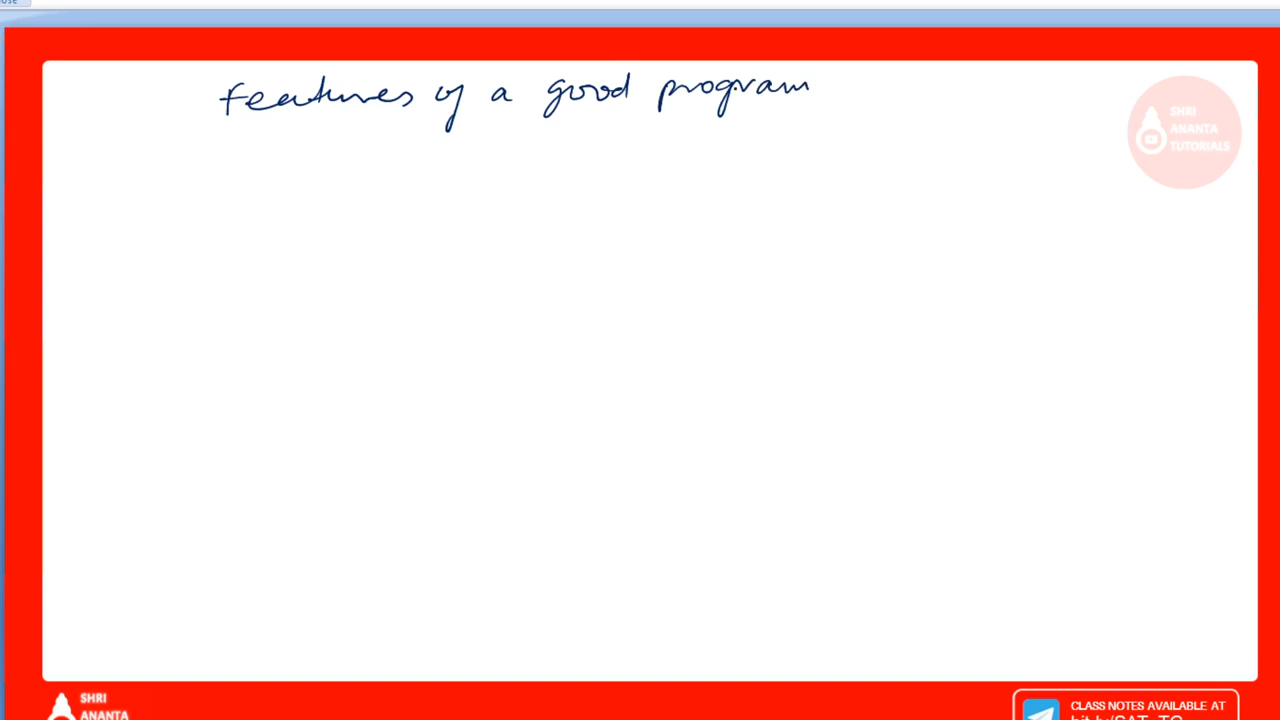 features of a good program
SHRI
ANANTA
TUTORIALS
SHRI
ANANTA
CLASS NOTES AVAILABLE AT